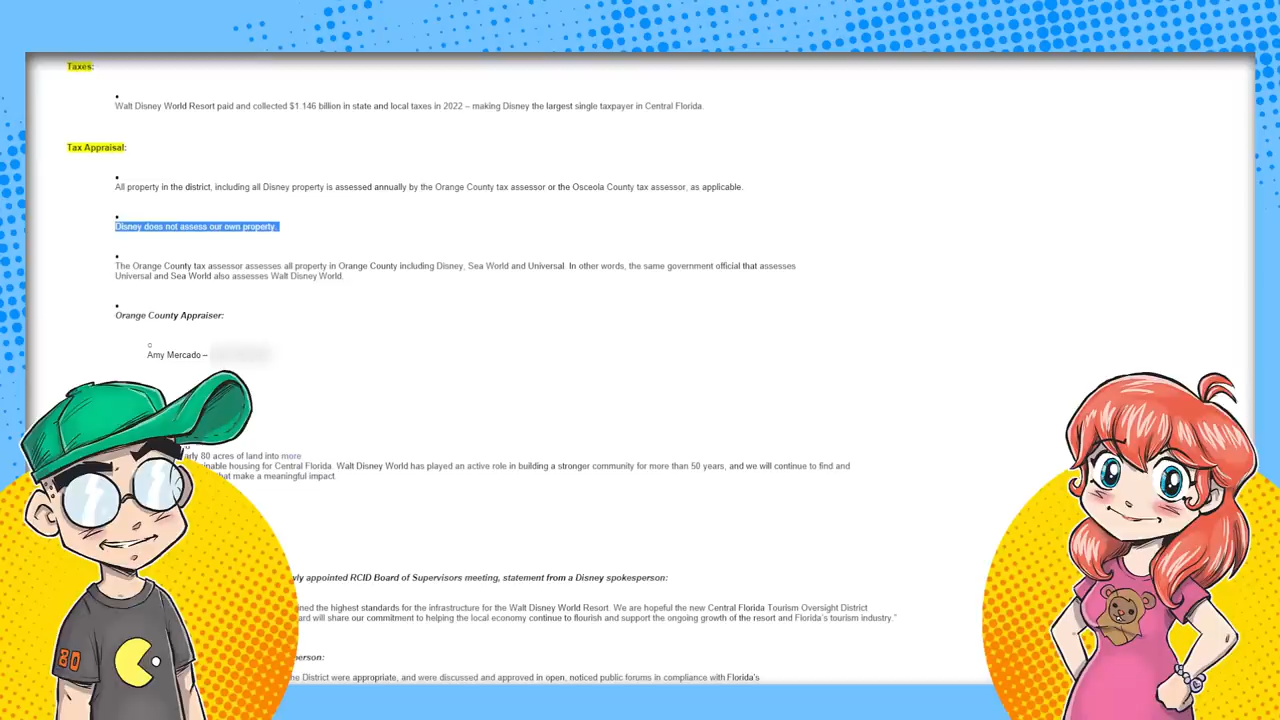 Taxes:
Walt Disney World Resort paid and collected $1.146 billion in state and local taxes in 2022 – making Disney the largest single taxpayer in Central Florida.
Tax Appraisal:
All property in the district, including all Disney property is assessed annually by the Orange County tax assessor or the Osceola County tax assessor, as applicable.
Disney does not assess our own property.
The Orange County tax assessor assesses all property in Orange County including Disney, Sea World and Universal. In other words, the same government official that assesses
Universal and Sea World also assesses Walt Disney World.
Orange County Appraiser:
Amy Mercado –
80 acres of land into more
housing for Central Florida. Walt Disney World has played an active role in building a stronger community for more than 50 years, and we will continue to find and
that make a meaningful impact.
appointed RCID Board of Supervisors meeting, statement from a Disney spokesperson:
the highest standards for the infrastructure for the Walt Disney World Resort. We are hopeful the new Central Florida Tourism Oversight District
will share our commitment to helping the local economy continue to flourish and support the ongoing growth of the resort and Florida's tourism industry."
District were appropriate, and were discussed and approved in open, noticed public forums in compliance with Florida's
80